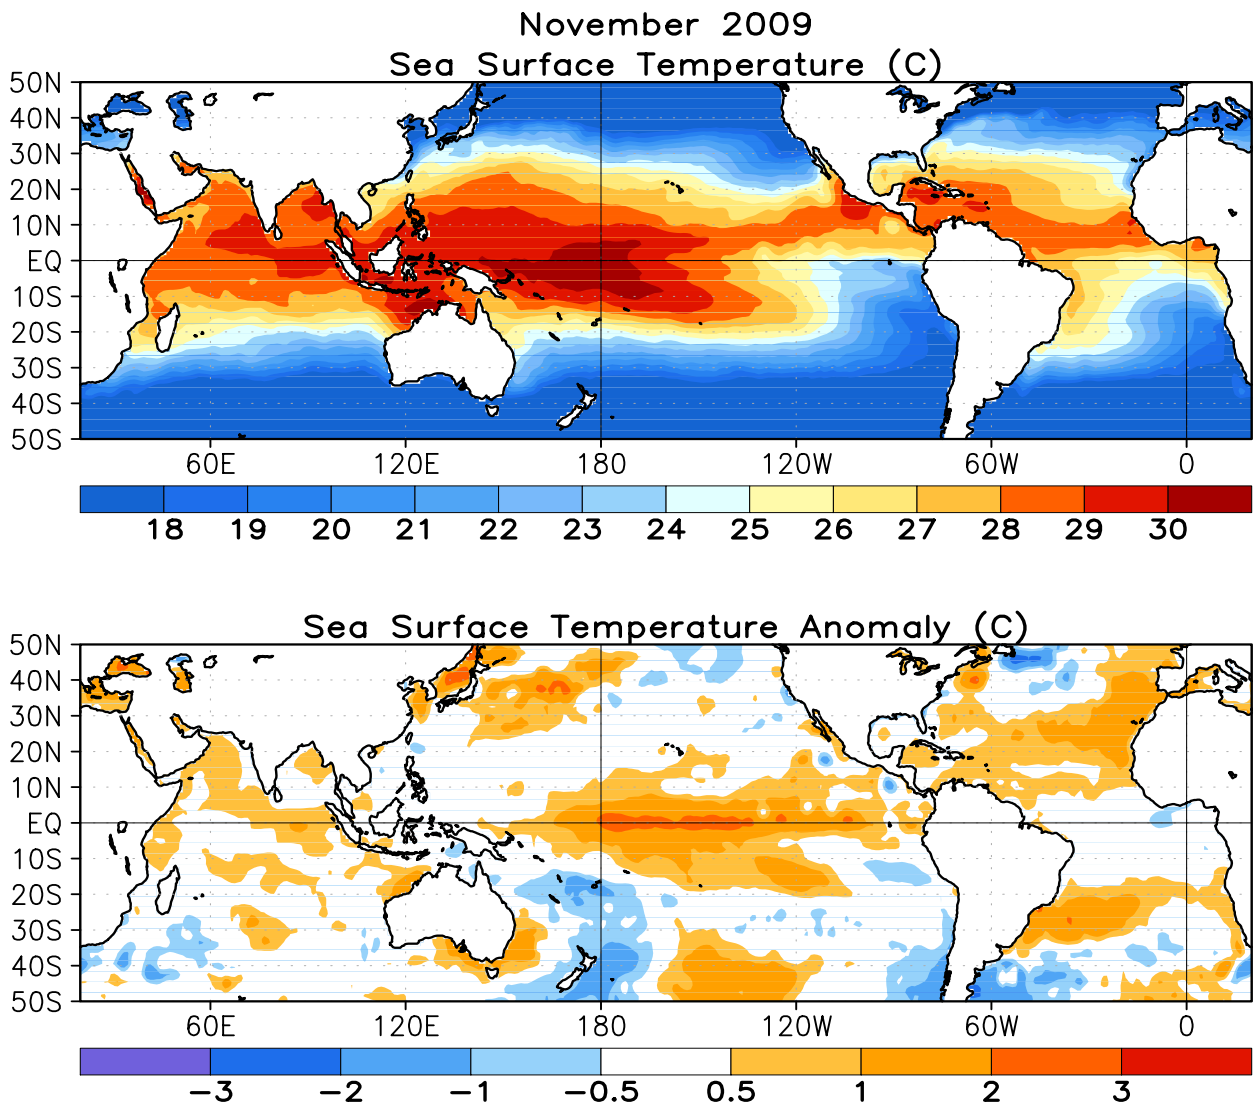 November 2009
Sea Surface Temperature (C)
50N
40N
30N
20N
10N
EQ
10S
20S
30S
40S
50S
60E 120E 180 120W 60W 0
18 19 20 21 22 23 24 25 26 27 28 29 30
Sea Surface Temperature Anomaly (C)
50N
40N
30N
20N
10N
EQ
10S
20S
30S
40S
50S
60E 120E 180 120W 60W 0
−3 −2 −1 −0.5 0.5 1 2 3